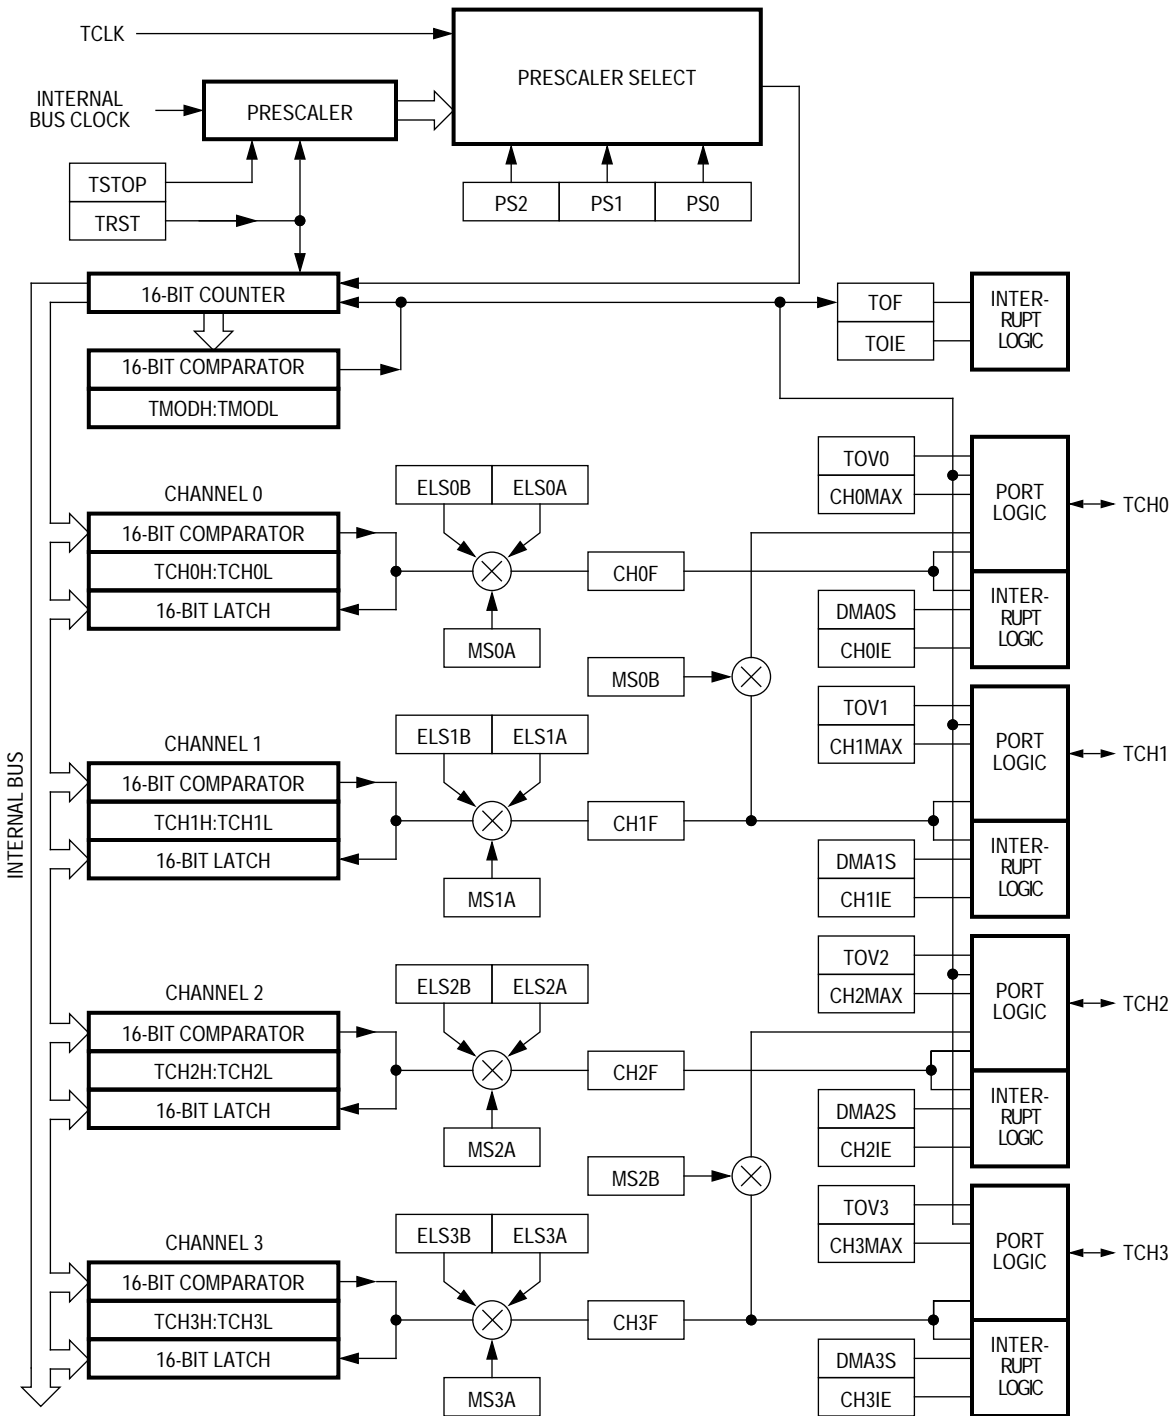 TCLK
PRESCALER SELECT
INTERNAL
BUS CLOCK
PRESCALER
TSTOP
TRST
PS2
PS1
PS0
16-BIT COUNTER
16-BIT COMPARATOR
TMODH:TMODL
TOF
TOIE
INTER-
RUPT
LOGIC
INTERNAL BUS
CHANNEL 0
16-BIT COMPARATOR
TCH0H:TCH0L
16-BIT LATCH
ELS0B
ELS0A
MS0A
CH0F
MS0B
TOV0
CH0MAX
PORT
LOGIC
TCH0
DMA0S
CH0IE
INTER-
RUPT
LOGIC
CHANNEL 1
16-BIT COMPARATOR
TCH1H:TCH1L
16-BIT LATCH
ELS1B
ELS1A
MS1A
CH1F
TOV1
CH1MAX
PORT
LOGIC
TCH1
DMA1S
CH1IE
INTER-
RUPT
LOGIC
CHANNEL 2
16-BIT COMPARATOR
TCH2H:TCH2L
16-BIT LATCH
ELS2B
ELS2A
MS2A
CH2F
MS2B
TOV2
CH2MAX
PORT
LOGIC
TCH2
DMA2S
CH2IE
INTER-
RUPT
LOGIC
CHANNEL 3
16-BIT COMPARATOR
TCH3H:TCH3L
16-BIT LATCH
ELS3B
ELS3A
MS3A
CH3F
TOV3
CH3MAX
PORT
LOGIC
TCH3
DMA3S
CH3IE
INTER-
RUPT
LOGIC